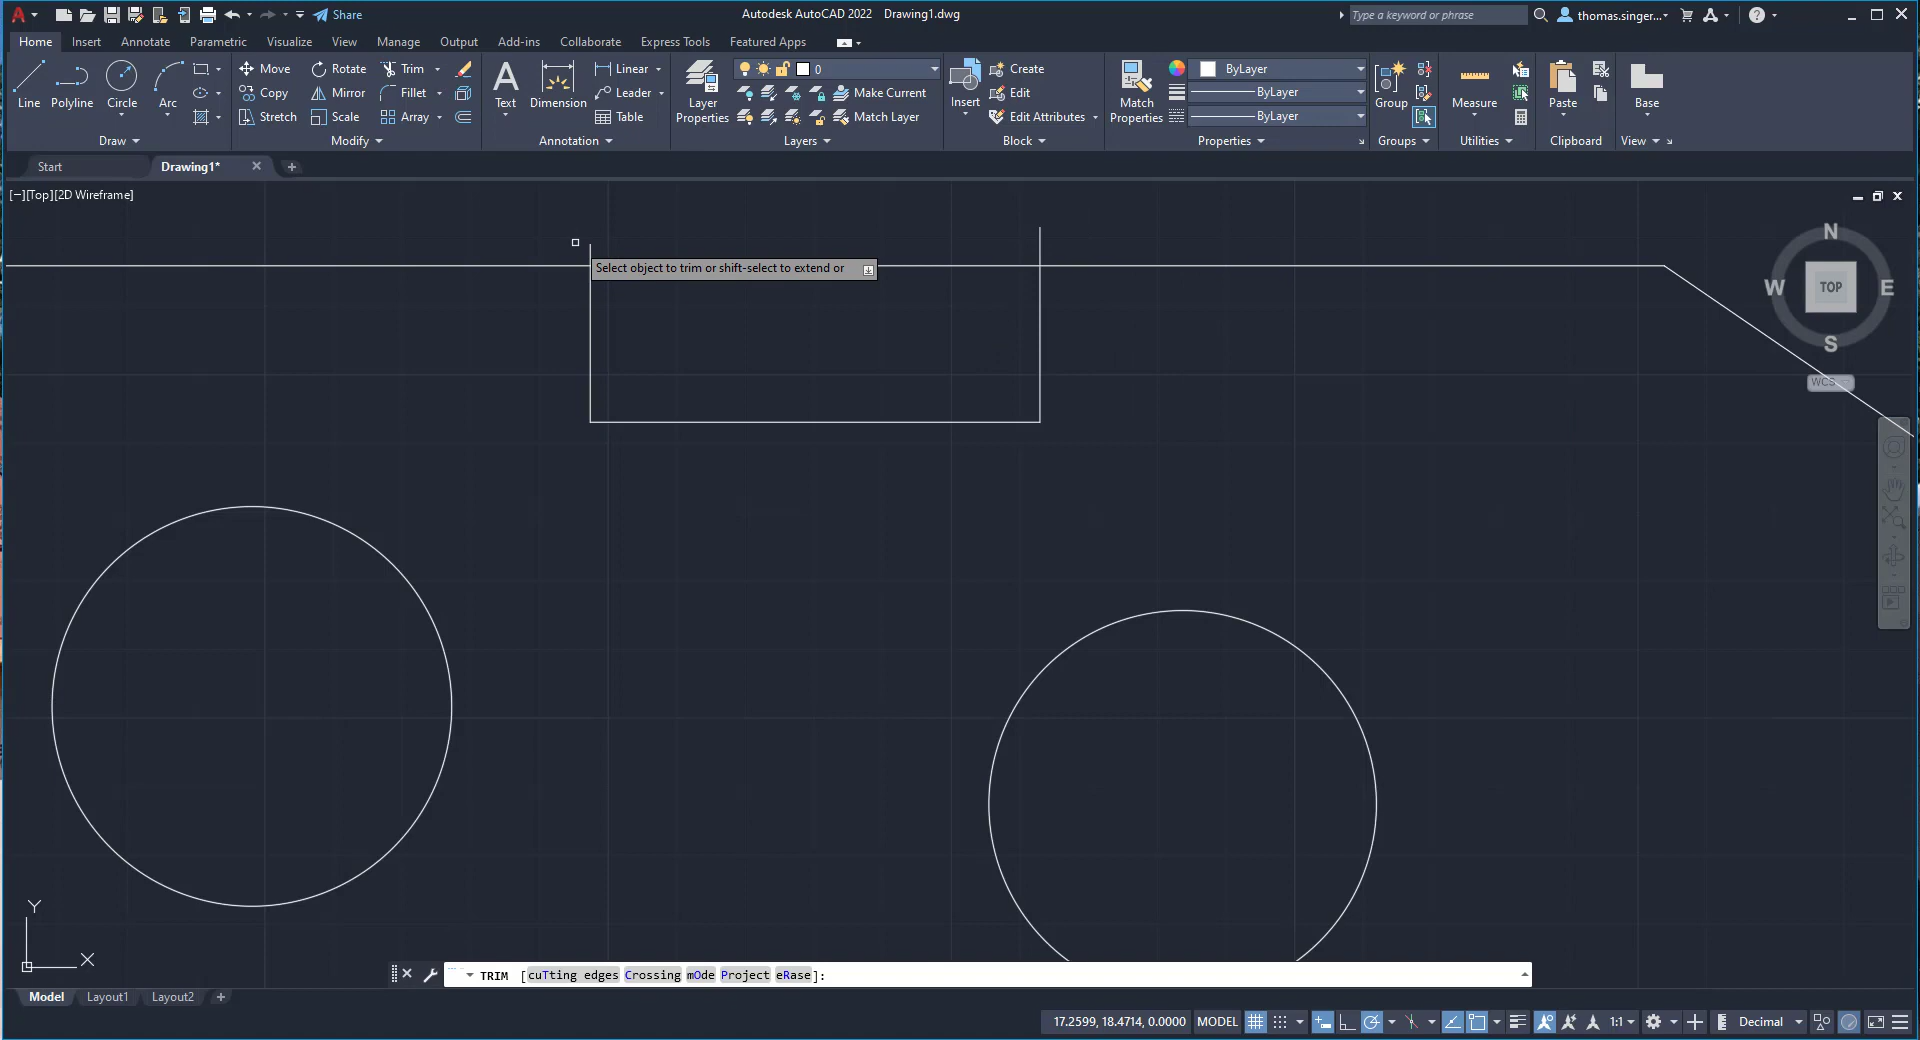 Share
Autodesk AutoCAD 2022 Drawing1.dwg
Type a keyword or phrase
thomas.singer...
Home Insert Annotate Parametric Visualize View Manage Output Add-ins Collaborate Express Tools Featured Apps
Line Polyline Circle Arc
Move Rotate Trim
Copy Mirror Fillet
Stretch Scale Array
Text Dimension
Linear
Leader
Table
Layer Properties
0
Make Current
Match Layer
Insert
Create
Edit
Edit Attributes
Match Properties
ByLayer
ByLayer
ByLayer
Group
Measure
Paste
Base
Draw Modify Annotation Layers Block Properties Groups Utilities Clipboard View
Start Drawing1*
[−][Top][2D Wireframe]
N
W TOP E
S
WCS
Select object to trim or shift-select to extend or
Y
X
TRIM [cuTting edges Crossing mOde Project eRase]:
Model Layout1 Layout2
17.2599, 18.4714, 0.0000 MODEL 1:1 Decimal